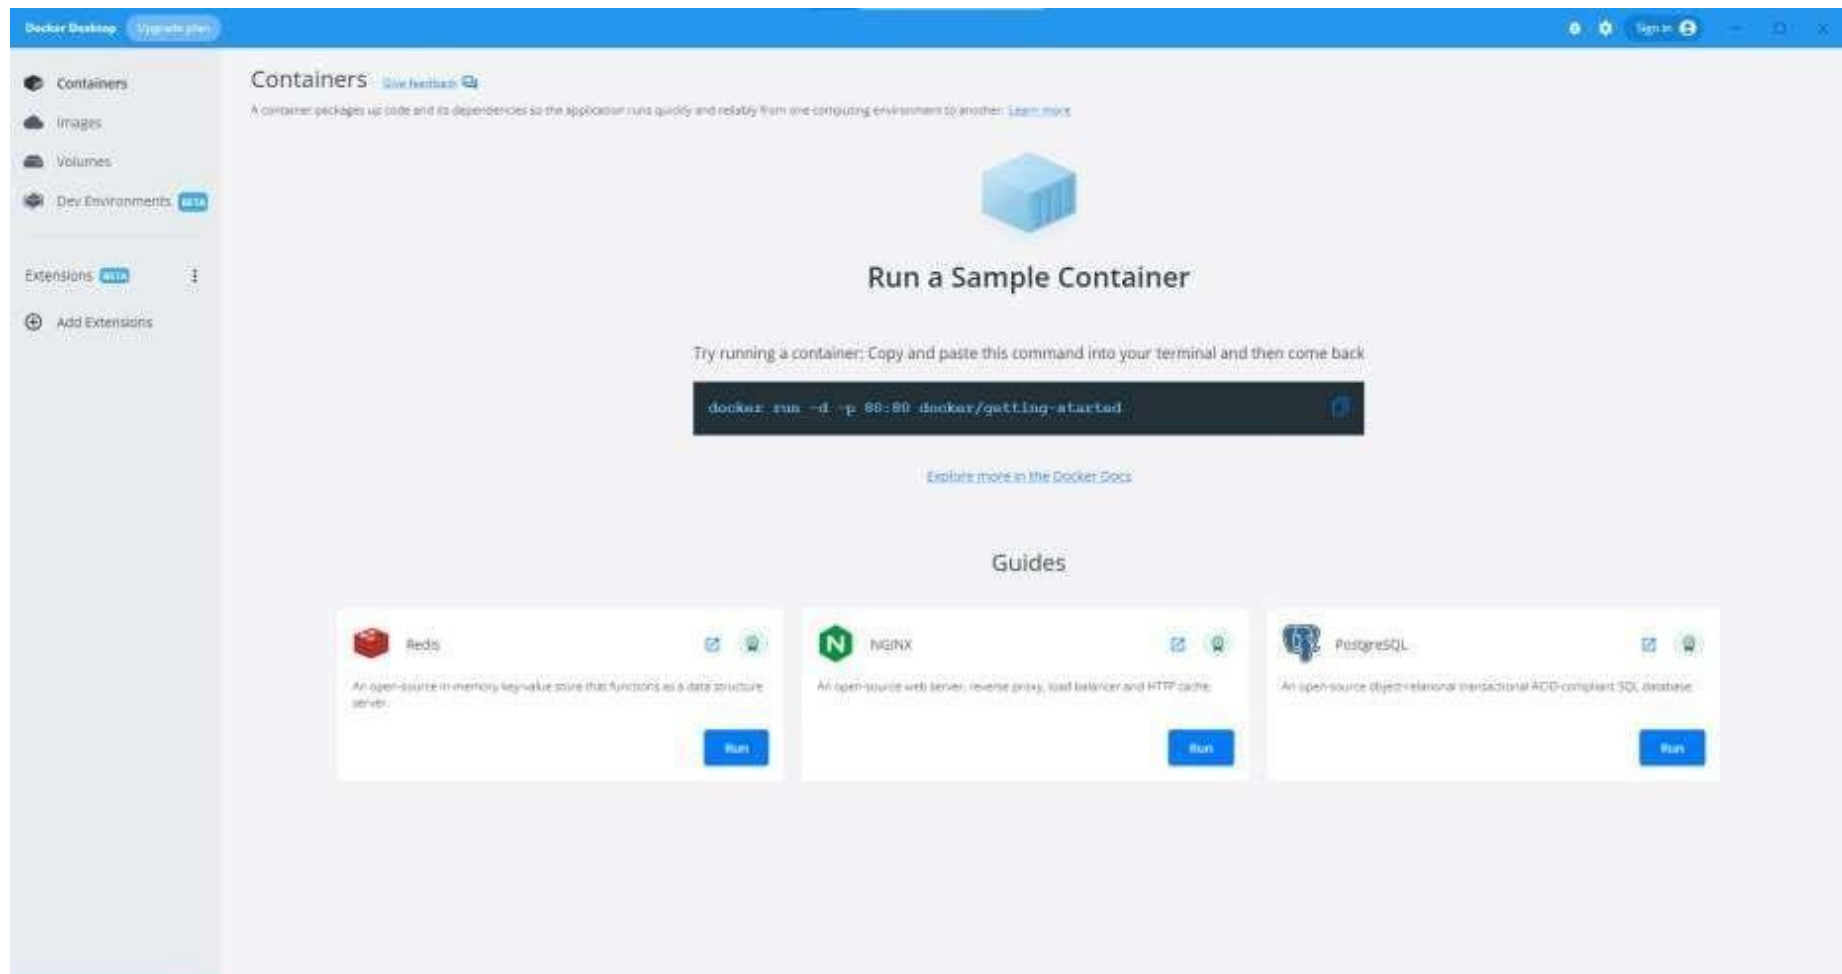 Docker Desktop
Upgrade plan
Sign in
Containers
Images
Volumes
Dev Environments BETA
Extensions BETA
Add Extensions
Containers Give feedback
A container packages up code and its dependencies so the application runs quickly and reliably from one computing environment to another. Learn more
Run a Sample Container
Try running a container: Copy and paste this command into your terminal and then come back
docker run -d -p 80:80 docker/getting-started
Explore more in the Docker Docs
Guides
Redis
An open-source in-memory key-value store that functions as a data structure
server.
Run
NGINX
An open-source web server, reverse proxy, load balancer and HTTP cache.
Run
PostgreSQL
An open-source object-relational transactional ACID-compliant SQL database.
Run